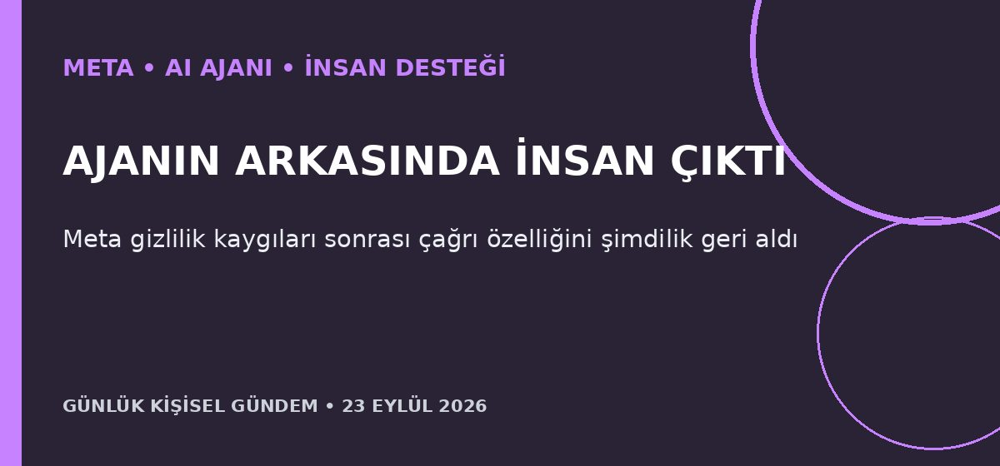 META • AI AJANI • İNSAN DESTEĞİ
AJANIN ARKASINDA İNSAN ÇIKTI
Meta gizlilik kaygıları sonrası çağrı özelliğini şimdilik geri aldı
GÜNLÜK KİŞİSEL GÜNDEM • 23 EYLÜL 2026